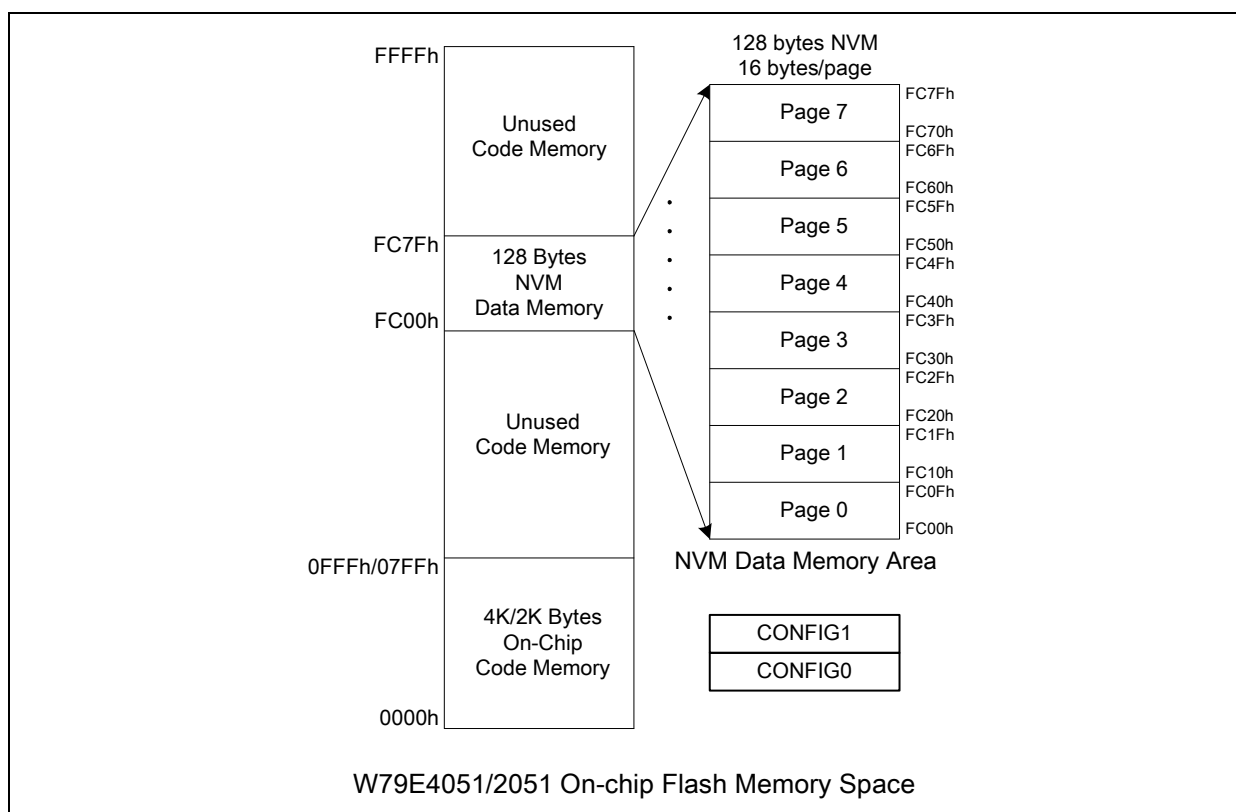 FFFFh
Unused
Code Memory
FC7Fh
128 Bytes
NVM
Data Memory
FC00h
Unused
Code Memory
0FFFh/07FFh
4K/2K Bytes
On-Chip
Code Memory
0000h
128 bytes NVM
16 bytes/page
Page 7
FC7Fh
FC70h
Page 6
FC6Fh
FC60h
Page 5
FC5Fh
FC50h
Page 4
FC4Fh
FC40h
Page 3
FC3Fh
FC30h
Page 2
FC2Fh
FC20h
Page 1
FC1Fh
FC10h
Page 0
FC0Fh
FC00h
NVM Data Memory Area
CONFIG1
CONFIG0
W79E4051/2051 On-chip Flash Memory Space